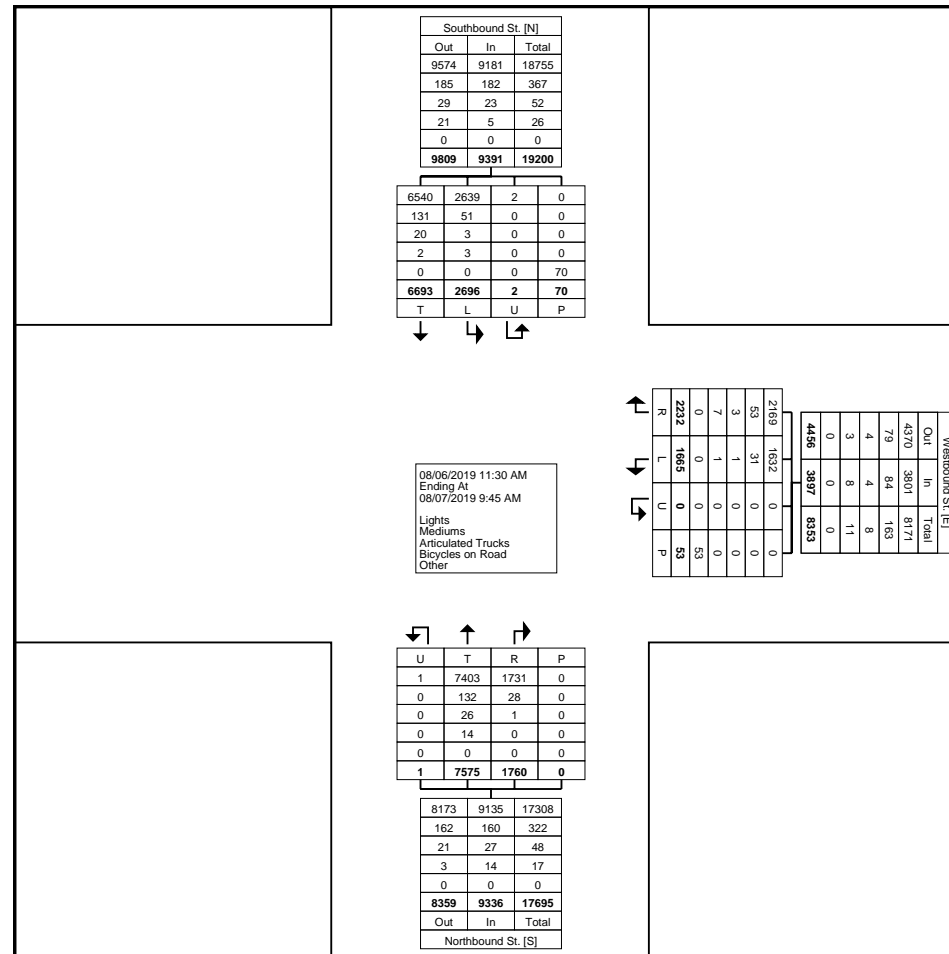 Southbound St. [N]
Out In Total
9574 9181 18755
185 182 367
29 23 52
21 5 26
0 0 0
9809 9391 19200
6540 2639 2 0
131 51 0 0
20 3 0 0
2 3 0 0
0 0 0 70
6693 2696 2 70
T L U P
Westbound St. [E]
Out In Total
4370 3801 8171
79 84 163
4 4 8
3 8 11
0 0 0
4456 3897 8353
2169 1632 0 0
53 31 0 0
3 1 0 0
7 1 0 0
0 0 0 53
2232 1665 0 53
R L U P
08/06/2019 11:30 AM
Ending At
08/07/2019 9:45 AM
Lights
Mediums
Articulated Trucks
Bicycles on Road
Other
U T R P
1 7403 1731 0
0 132 28 0
0 26 1 0
0 14 0 0
0 0 0 0
1 7575 1760 0
8173 9135 17308
162 160 322
21 27 48
3 14 17
0 0 0
8359 9336 17695
Out In Total
Northbound St. [S]